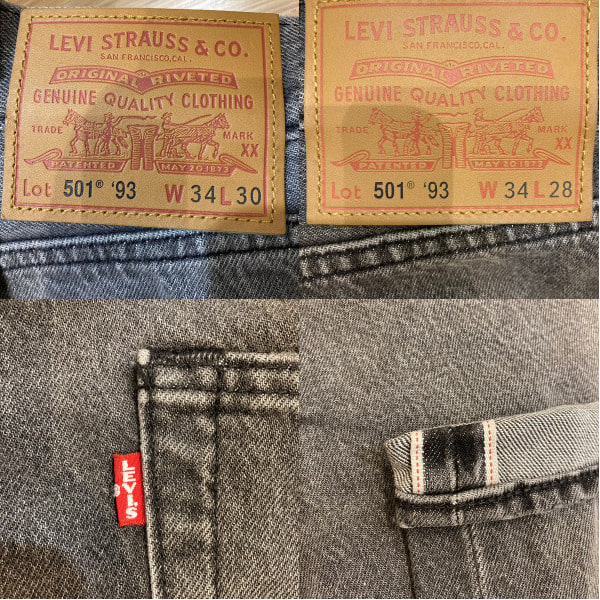 LEVI STRAUSS & CO.
SAN FRANCISCO, CAL.
ORIGINAL RIVETED
GENUINE QUALITY CLOTHING
TRADE MARK
XX
PATENTED MAY 20 1873
Lot 501® '93 W 34 L 30
LEVI STRAUSS & CO.
SAN FRANCISCO, CAL.
ORIGINAL RIVETED
GENUINE QUALITY CLOTHING
TRADE MARK
XX
PATENTED MAY 20 1873
Lot 501® '93 W 34 L 28
LEVI'S